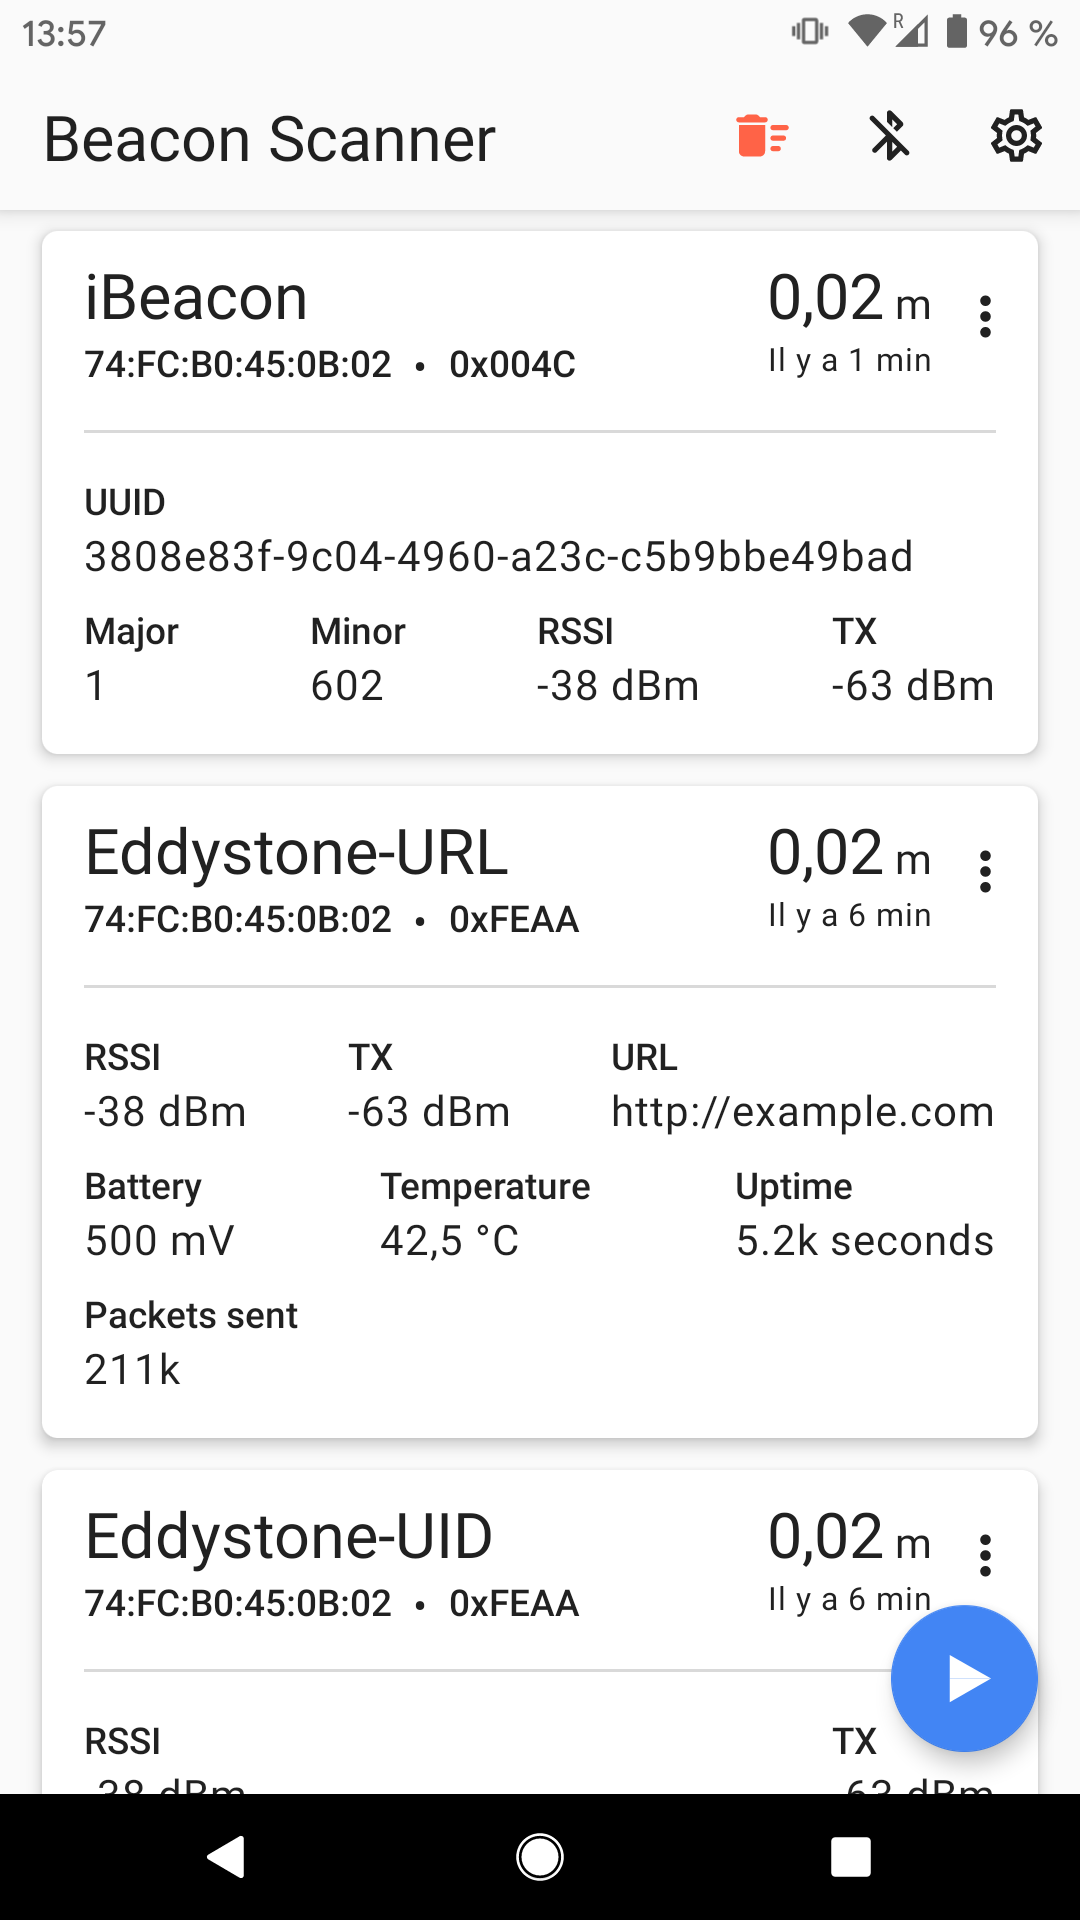 13:57 R 96 %
Beacon Scanner
iBeacon 0,02 m
74:FC:B0:45:0B:02 • 0x004C Il y a 1 min
UUID
3808e83f-9c04-4960-a23c-c5b9bbe49bad
Major Minor RSSI TX
1 602 -38 dBm -63 dBm
Eddystone-URL 0,02 m
74:FC:B0:45:0B:02 • 0xFEAA Il y a 6 min
RSSI TX URL
-38 dBm -63 dBm http://example.com
Battery Temperature Uptime
500 mV 42,5 °C 5.2k seconds
Packets sent
211k
Eddystone-UID 0,02 m
74:FC:B0:45:0B:02 • 0xFEAA Il y a 6 min
RSSI TX
-38 dBm -63 dBm